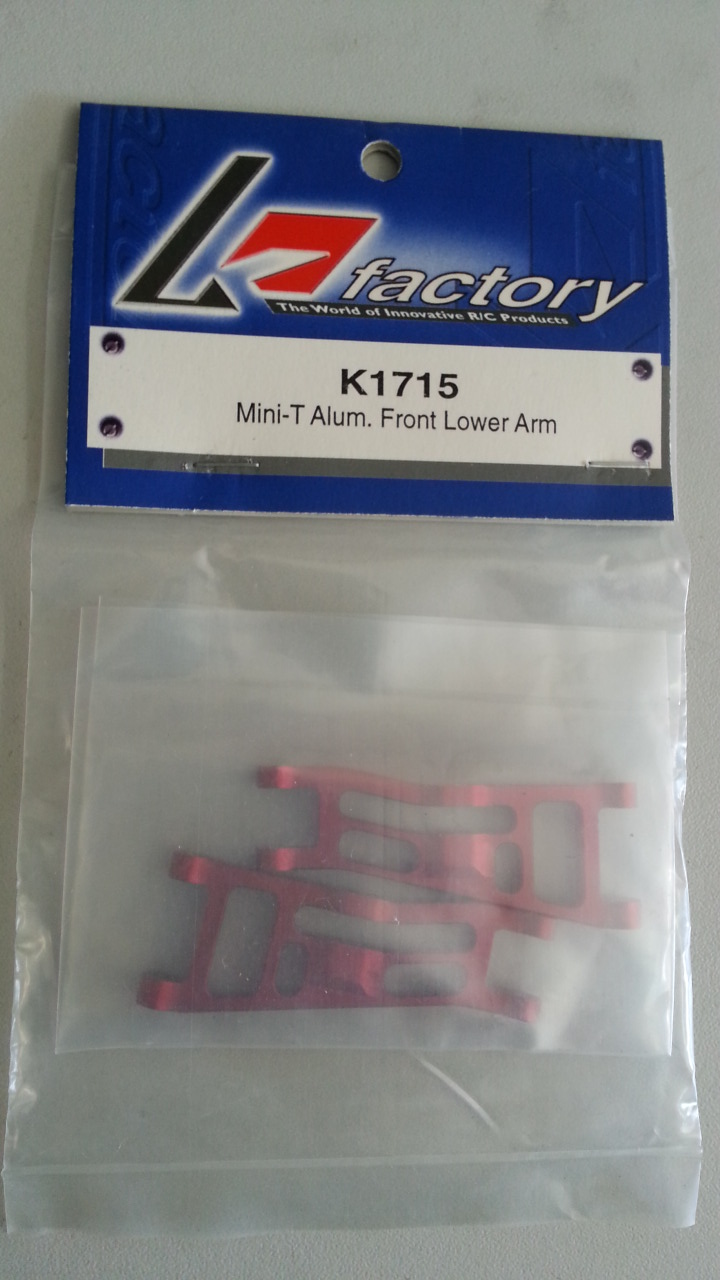 K factory
The World of Innovative R/C Products
K1715
Mini-T Alum. Front Lower Arm